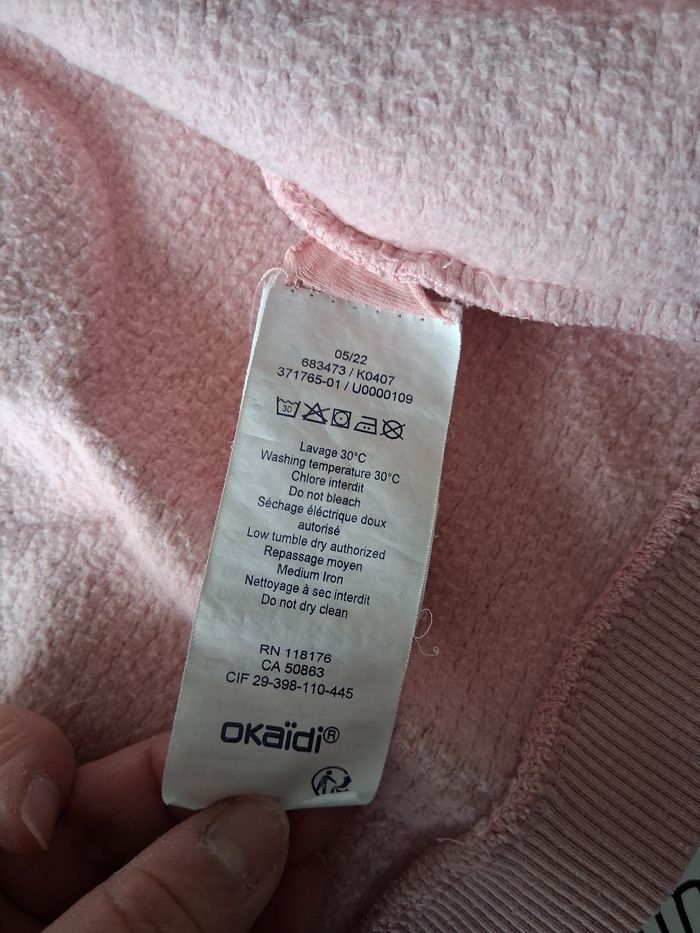 05/22
683473 / K0407
371765-01 / U0000109
30
Lavage 30°C
Washing temperature 30°C
Chlore interdit
Do not bleach
Séchage éléctrique doux
autorisé
Low tumble dry authorized
Repassage moyen
Medium Iron
Nettoyage à sec interdit
Do not dry clean
RN 118176
CA 50863
CIF 29-398-110-445
okaïdi®